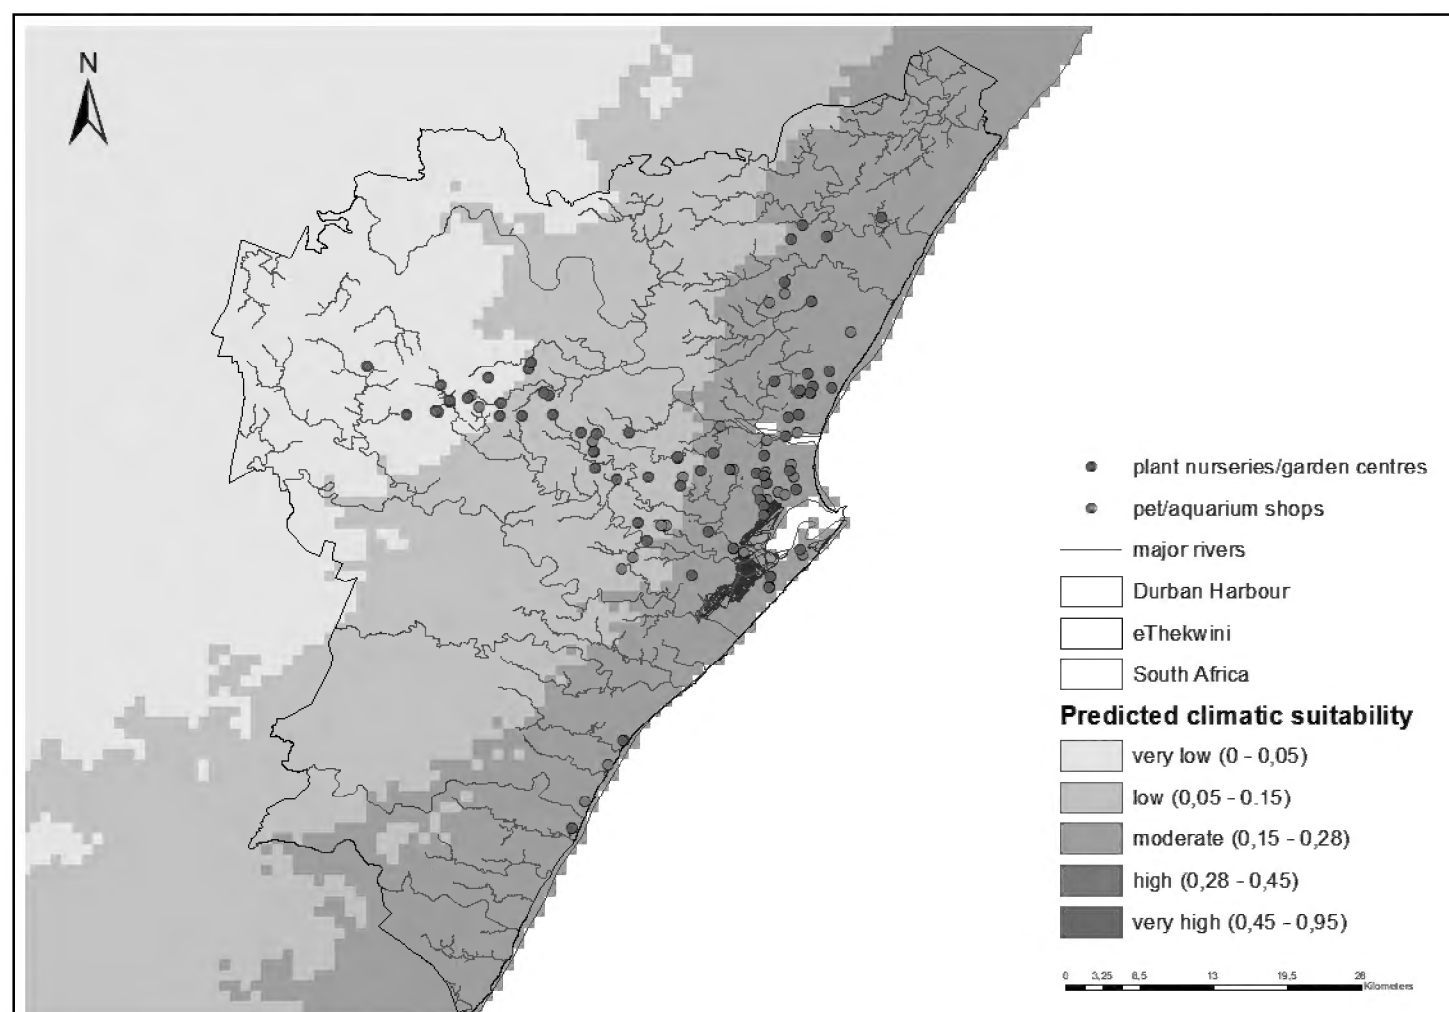 N
plant nurseries/garden centres
pet/aquarium shops
major rivers
Durban Harbour
eThekwini
South Africa
Predicted climatic suitability
very low (0 - 0,05)
low (0,05 - 0.15)
moderate (0,15 - 0,28)
high (0,28 - 0,45)
very high (0,45 - 0,95)
0 3,25 6,5 13 19,5 26
Kilometers